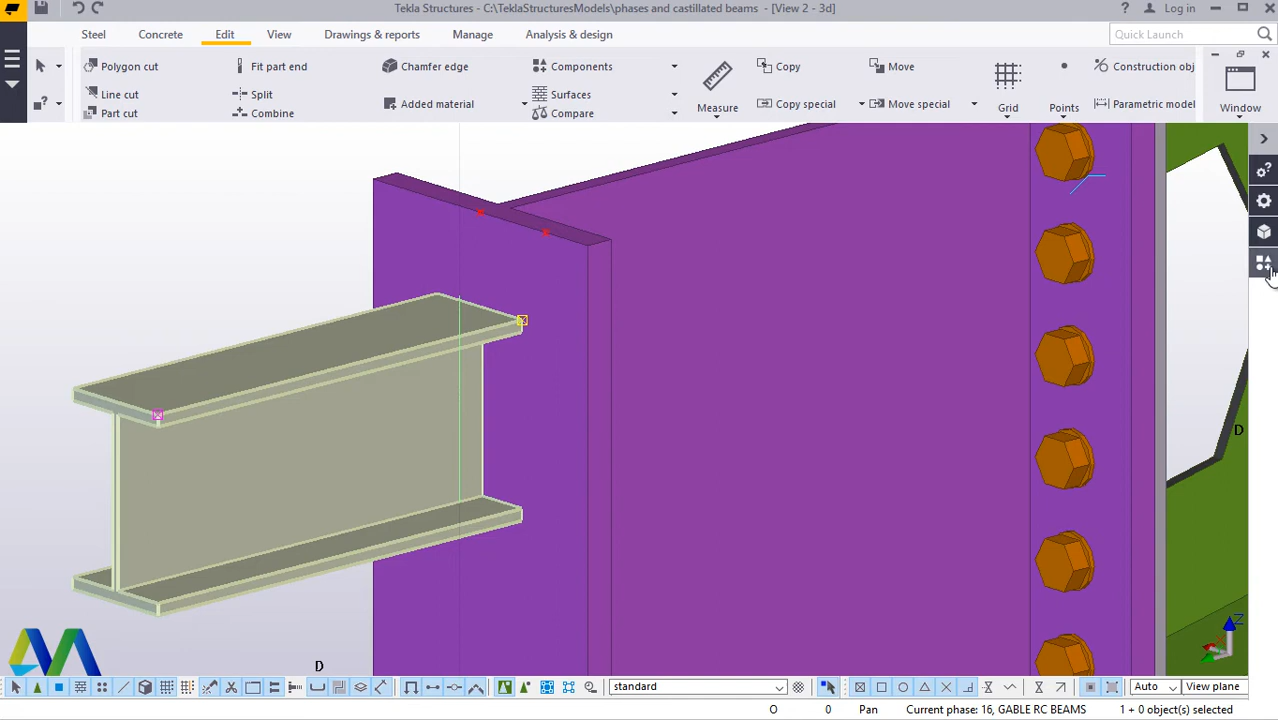 Tekla Structures - C:\TeklaStructuresModels\phases and castillated beams - [View 2 - 3d]
? Log in
Steel Concrete Edit View Drawings & reports Manage Analysis & design Quick Launch
Polygon cut Fit part end Chamfer edge Components Copy Move Construction obj
Line cut Split Added material Surfaces Measure Copy special Move special Grid Points Parametric model Window
Part cut Combine Compare
D
D
Z
standard Auto View plane
O 0 Pan Current phase: 16, GABLE RC BEAMS 1 + 0 object(s) selected